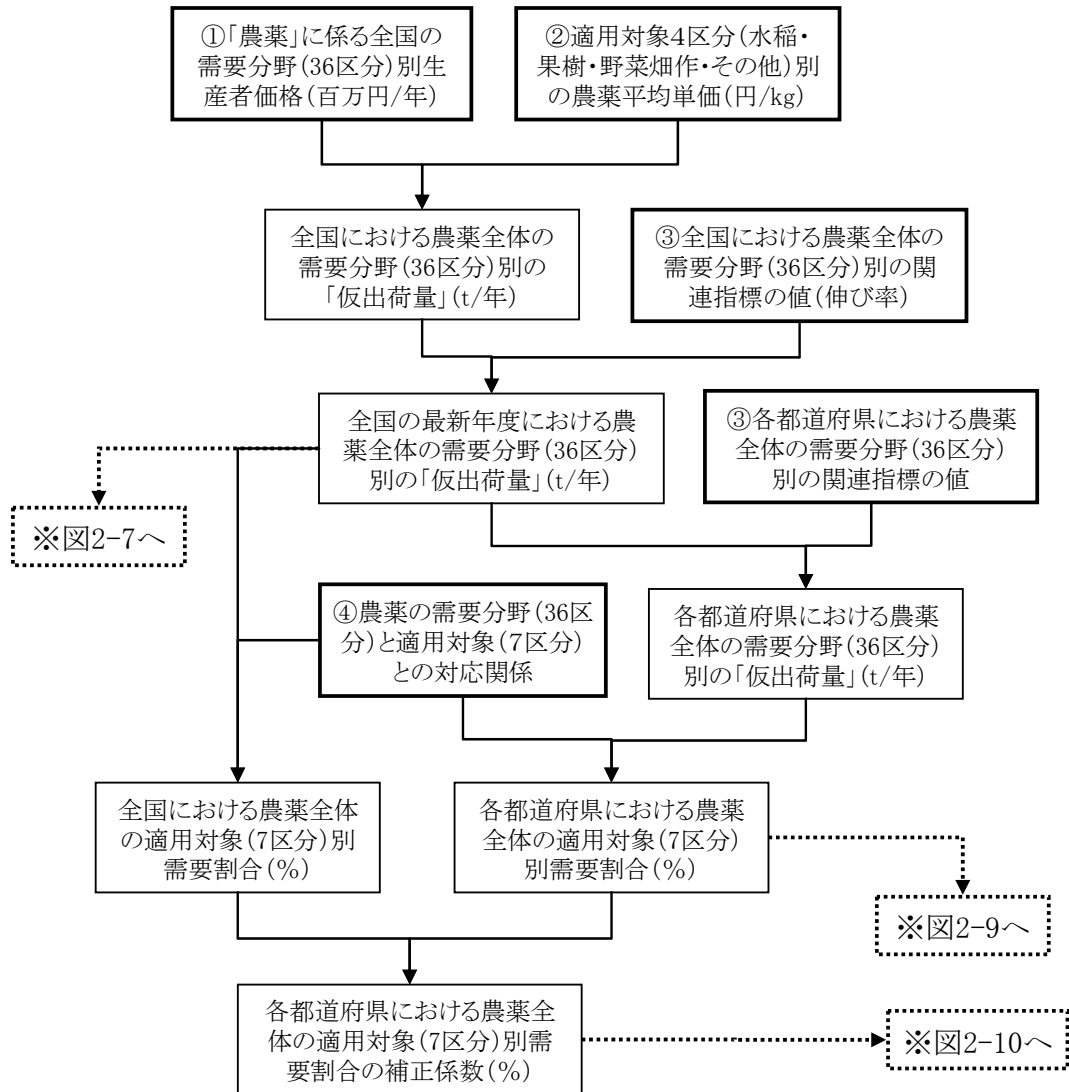 ①「農薬」に係る全国の
需要分野(36区分)別生
産者価格(百万円/年)
②適用対象4区分(水稲・
果樹・野菜畑作・その他)別
の農薬平均単価(円/kg)
全国における農薬全体の
需要分野(36区分)別の
「仮出荷量」(t/年)
③全国における農薬全体の
需要分野(36区分)別の関
連指標の値(伸び率)
全国の最新年度における農
薬全体の需要分野(36区分)
別の「仮出荷量」(t/年)
③各都道府県における農薬
全体の需要分野(36区分)
別の関連指標の値
※図2-7へ
④農薬の需要分野(36区
分)と適用対象(7区分)
との対応関係
各都道府県における農薬
全体の需要分野(36区分)
別の「仮出荷量」(t/年)
全国における農薬全体
の適用対象(7区分)別
需要割合(%)
各都道府県における農薬
全体の適用対象(7区分)
別需要割合(%)
※図2-9へ
各都道府県における農薬全
体の適用対象(7区分)別需
要割合の補正係数(%)
※図2-10へ